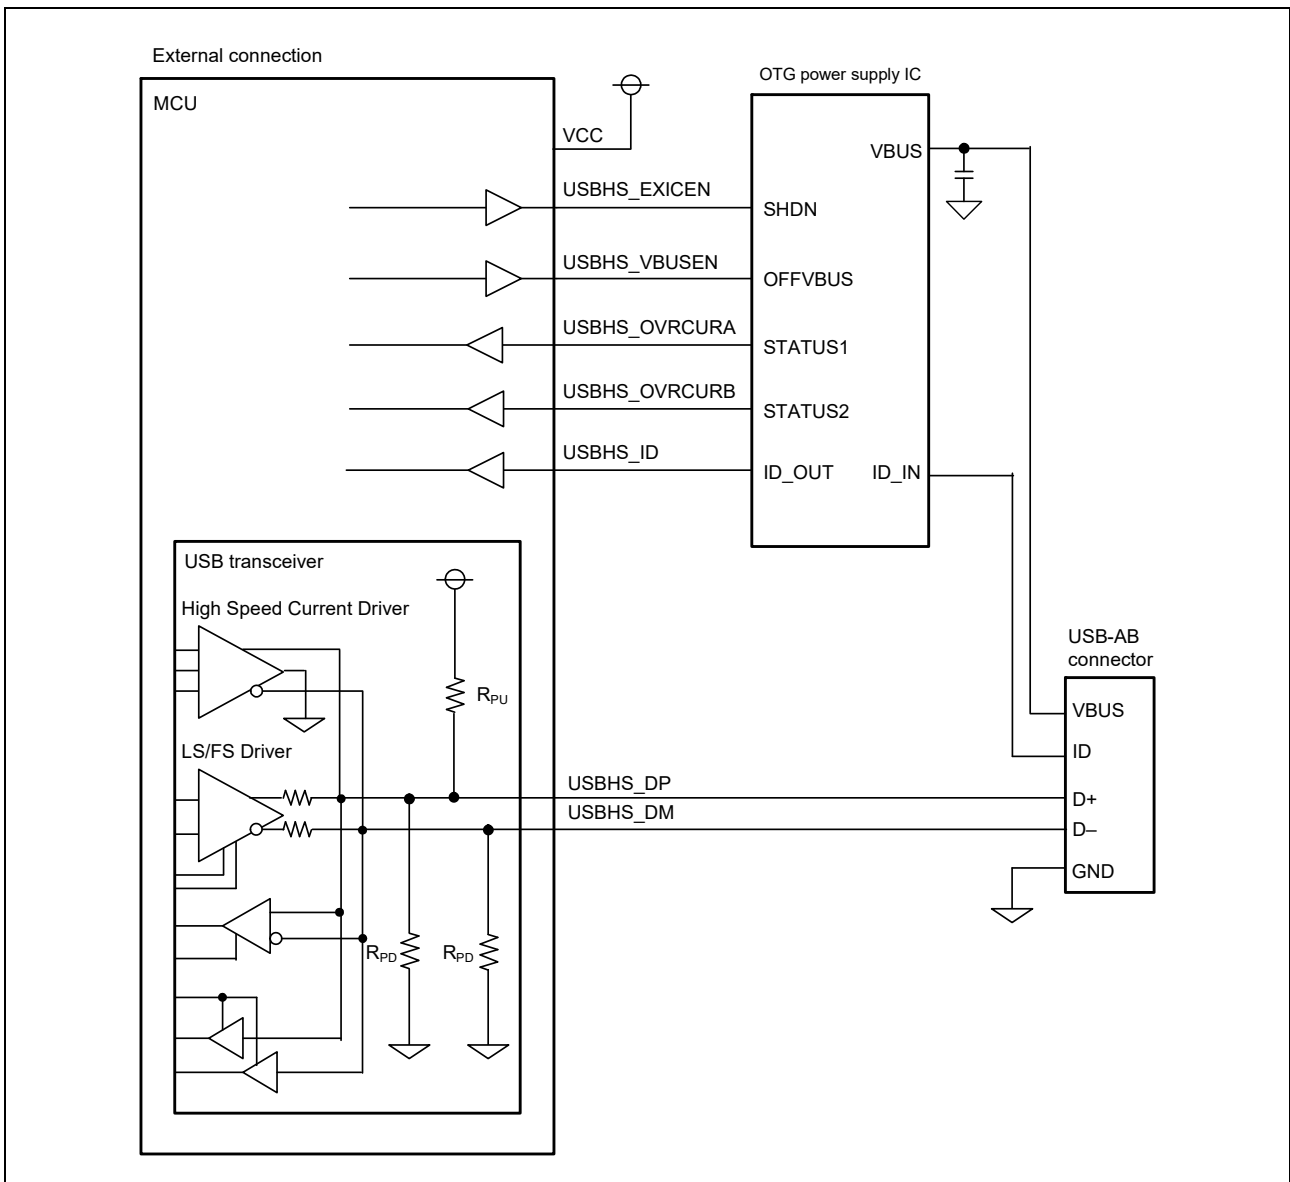 External connection
MCU
VCC
OTG power supply IC
VBUS
USBHS_EXICEN
SHDN
USBHS_VBUSEN
OFFVBUS
USBHS_OVRCURA
STATUS1
USBHS_OVRCURB
STATUS2
USBHS_ID
ID_OUT
ID_IN
USB transceiver
High Speed Current Driver
RPU
LS/FS Driver
USBHS_DP
USBHS_DM
RPD
RPD
USB-AB
connector
VBUS
ID
D+
D–
GND